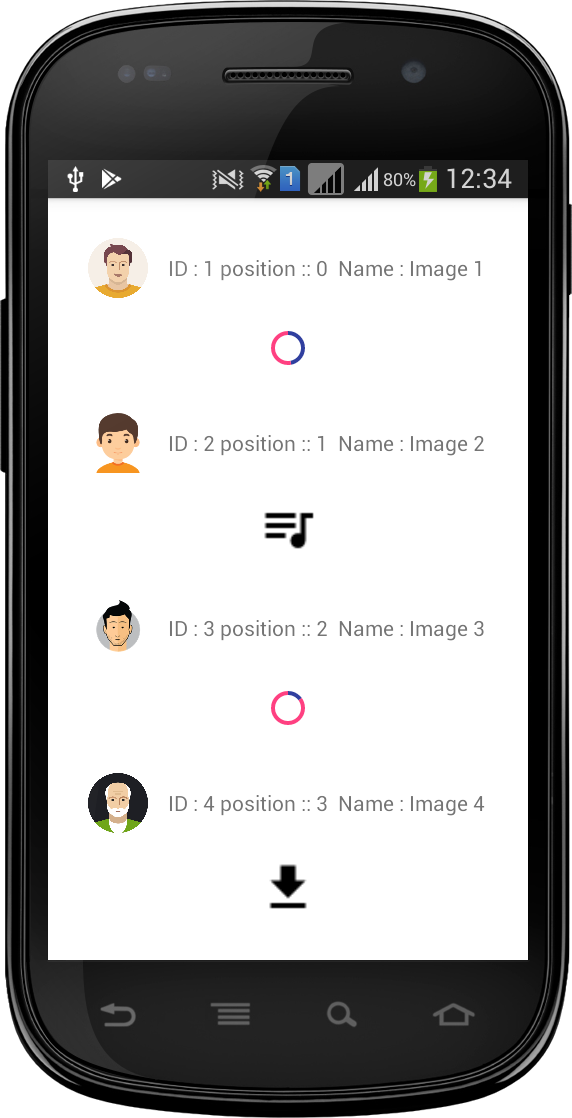 1 80% 12:34
ID : 1 position :: 0 Name : Image 1
ID : 2 position :: 1 Name : Image 2
ID : 3 position :: 2 Name : Image 3
ID : 4 position :: 3 Name : Image 4